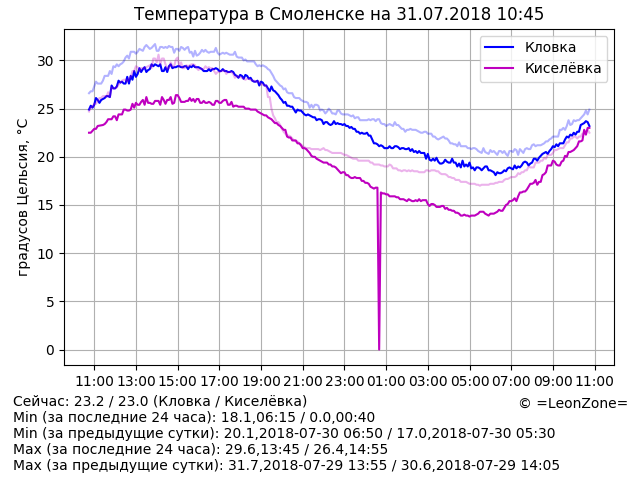 Температура в Смоленске на 31.07.2018 10:45
градусов Цельсия, °C
30
25
20
15
10
5
0
Кловка
Киселёвка
11:00 13:00 15:00 17:00 19:00 21:00 23:00 01:00 03:00 05:00 07:00 09:00 11:00
Сейчас: 23.2 / 23.0 (Кловка / Киселёвка)
© =LeonZone=
Min (за последние 24 часа): 18.1,06:15 / 0.0,00:40
Min (за предыдущие сутки): 20.1,2018-07-30 06:50 / 17.0,2018-07-30 05:30
Max (за последние 24 часа): 29.6,13:45 / 26.4,14:55
Max (за предыдущие сутки): 31.7,2018-07-29 13:55 / 30.6,2018-07-29 14:05